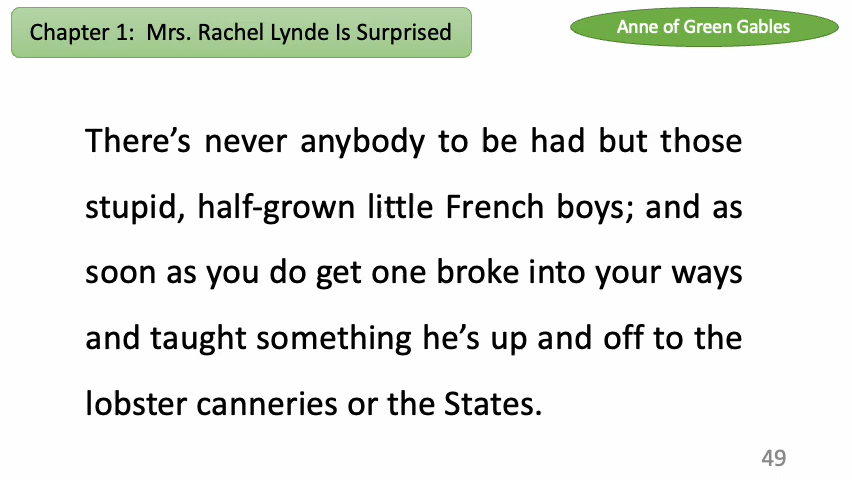 Chapter 1: Mrs. Rachel Lynde Is Surprised
Anne of Green Gables
There’s never anybody to be had but those
stupid, half-grown little French boys; and as
soon as you do get one broke into your ways
and taught something he’s up and off to the
lobster canneries or the States.
49